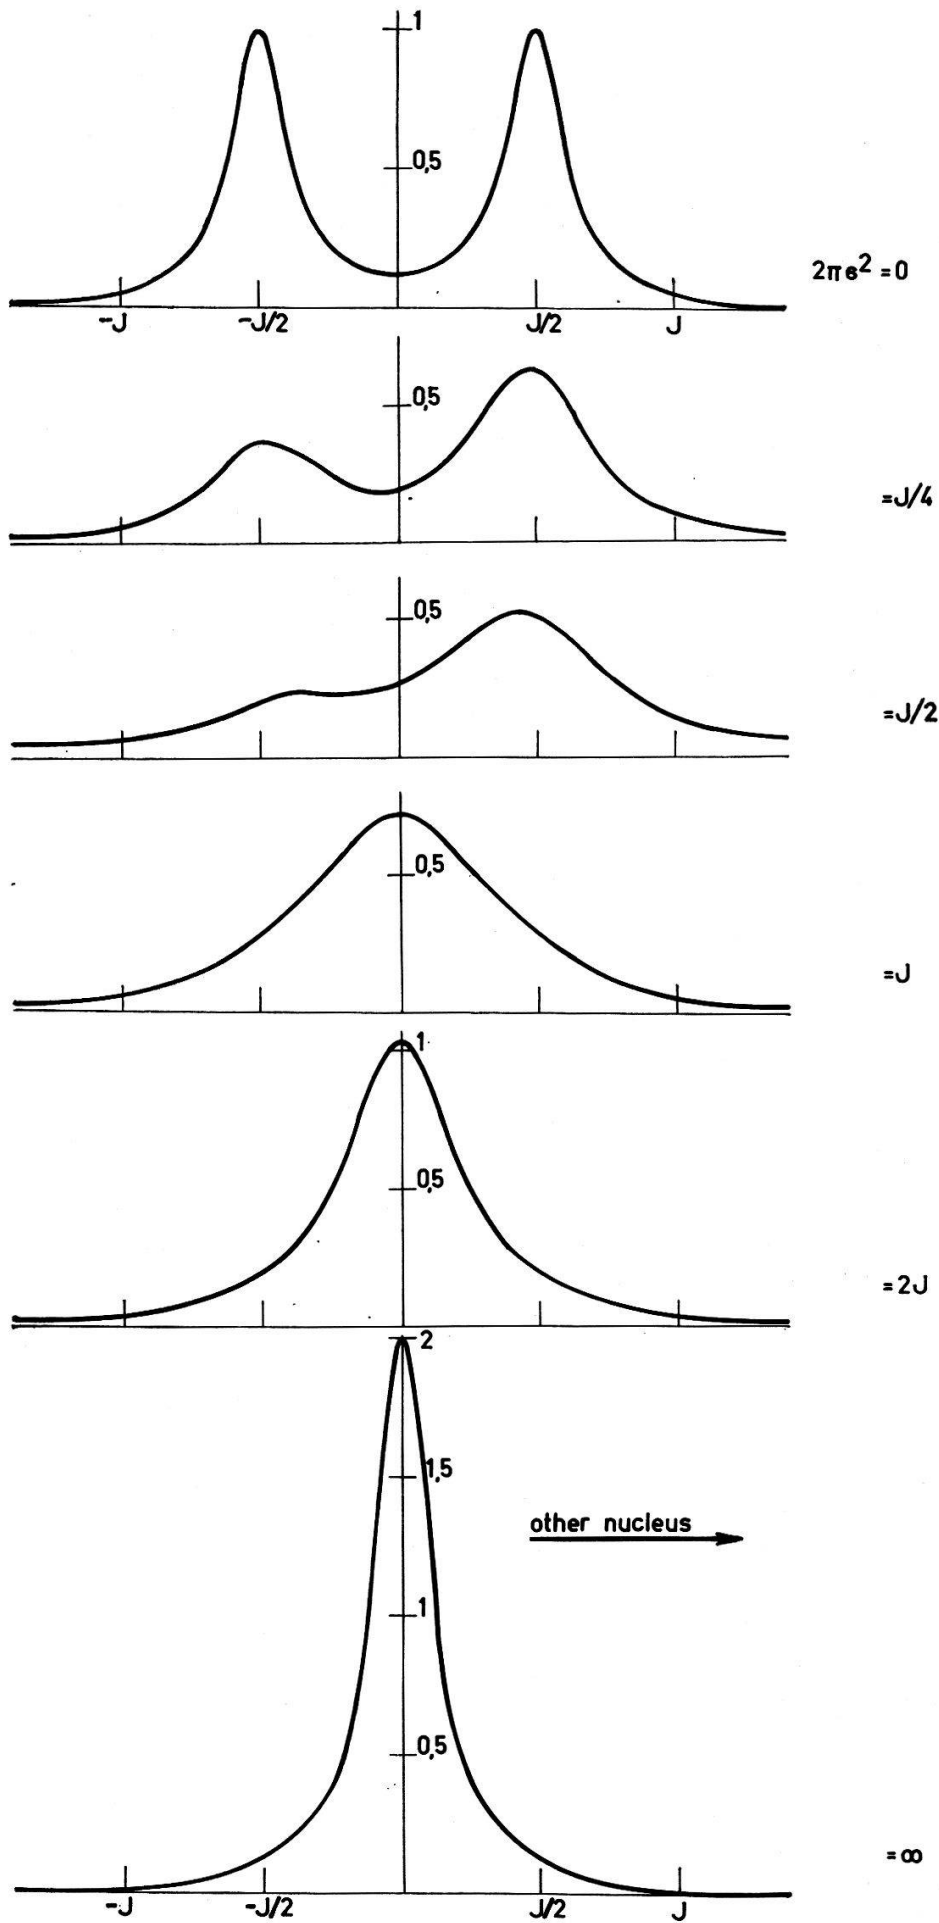 1
0,5
2πϵ² = 0
-J -J/2 J/2 J
0,5
= J/4
0,5
= J/2
0,5
= J
1
0,5
= 2J
2
1,5
other nucleus
1
0,5
= ∞
-J -J/2 J/2 J